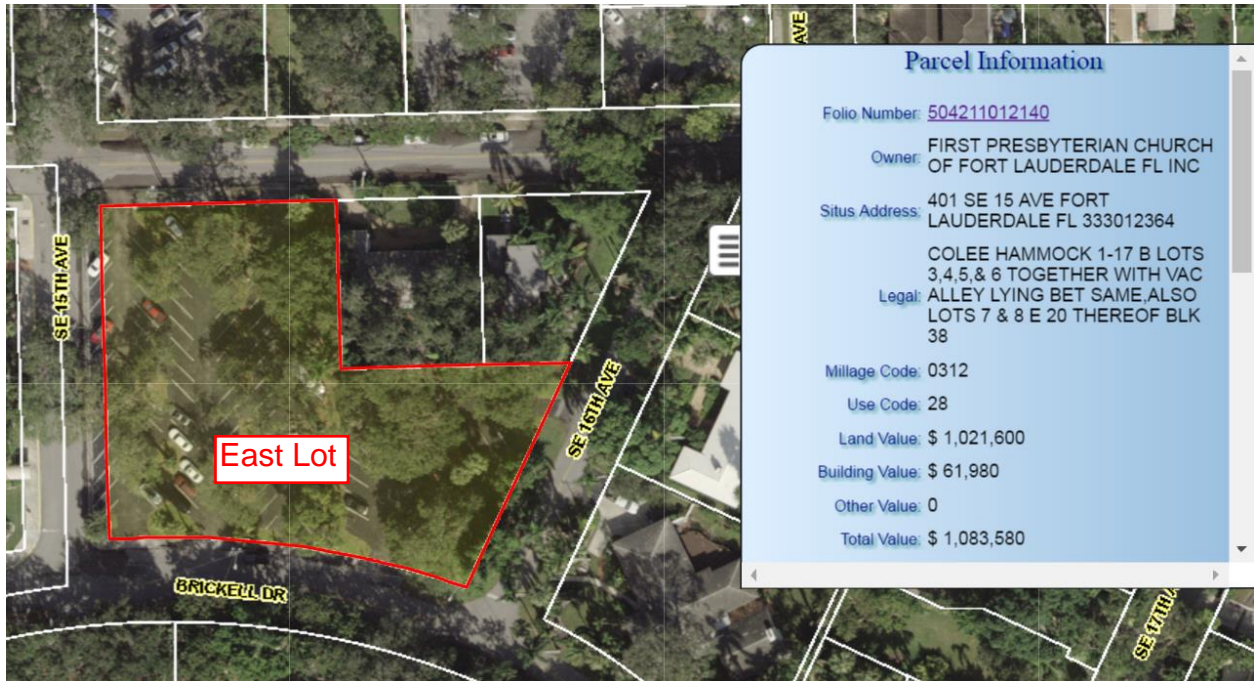 AVE
Parcel Information
Folio Number: 504211012140
Owner: FIRST PRESBYTERIAN CHURCH
OF FORT LAUDERDALE FL INC
Situs Address: 401 SE 15 AVE FORT
LAUDERDALE FL 333012364
Legal: COLEE HAMMOCK 1-17 B LOTS
3,4,5,& 6 TOGETHER WITH VAC
ALLEY LYING BET SAME,ALSO
LOTS 7 & 8 E 20 THEREOF BLK
38
Millage Code: 0312
Use Code: 28
Land Value: $ 1,021,600
Building Value: $ 61,980
Other Value: 0
Total Value: $ 1,083,580
SE 15TH AVE
SE 16TH AVE
East Lot
BRICKELL DR
SE 17TH A